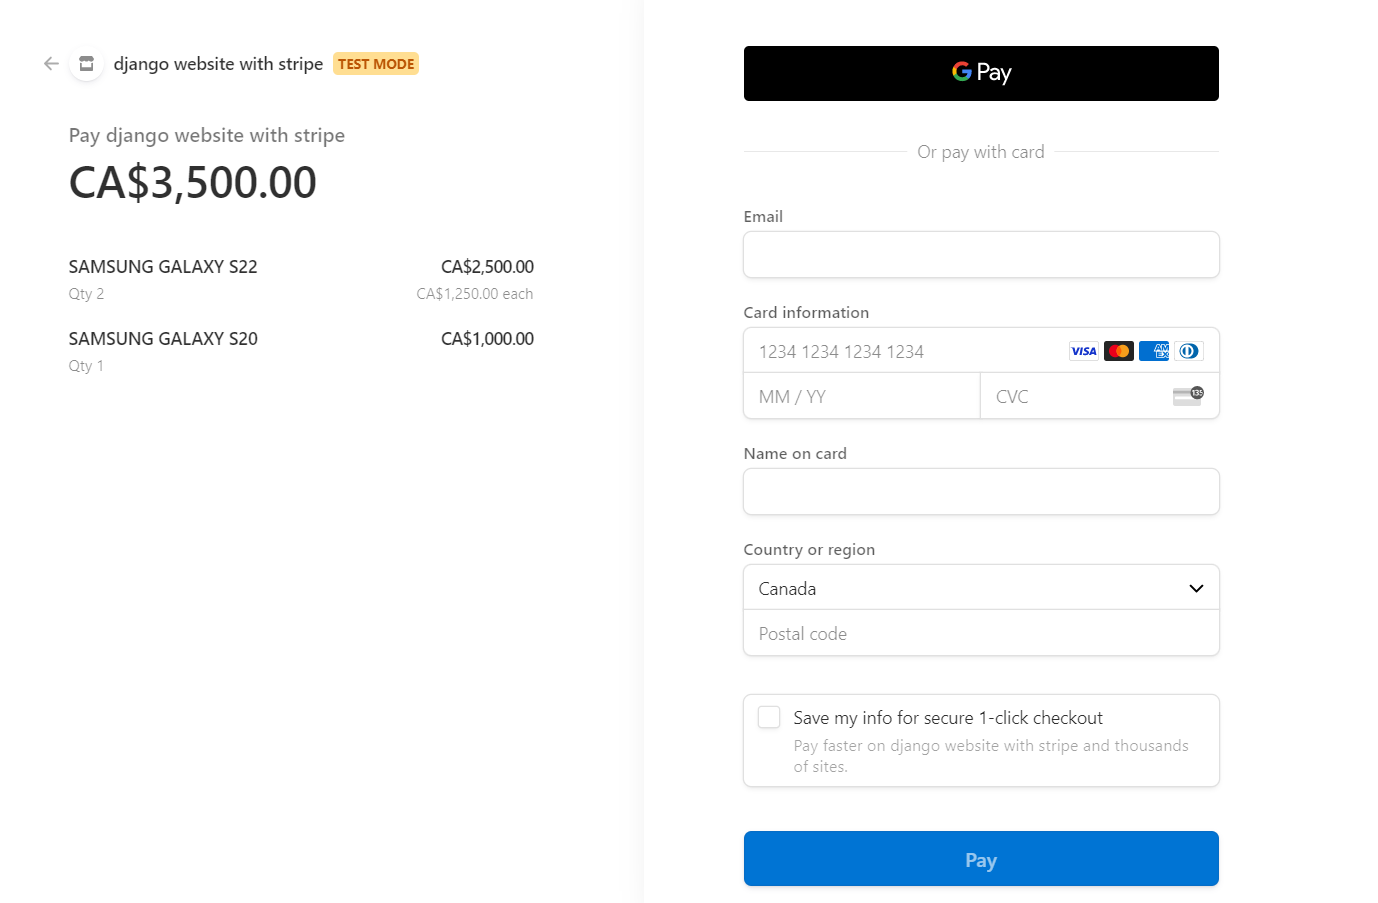 django website with stripe TEST MODE
Pay django website with stripe
CA$3,500.00
SAMSUNG GALAXY S22 CA$2,500.00
Qty 2 CA$1,250.00 each
SAMSUNG GALAXY S20 CA$1,000.00
Qty 1
G Pay
Or pay with card
Email
Card information
1234 1234 1234 1234 VISA AMEX
MM / YY CVC 135
Name on card
Country or region
Canada
Postal code
Save my info for secure 1-click checkout
Pay faster on django website with stripe and thousands
of sites.
Pay